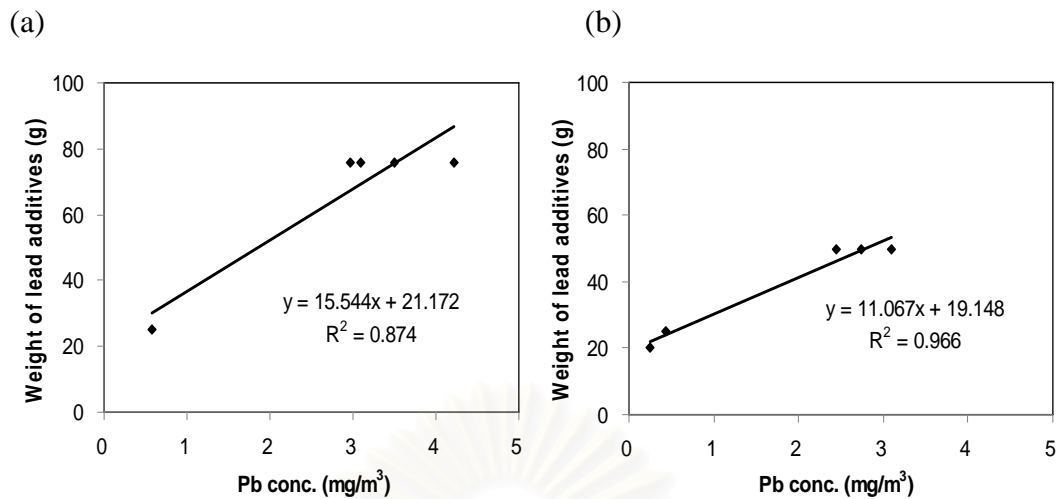 (a)
(b)
Weight of lead additives (g)
100
80
60
40
20
0
y = 15.544x + 21.172
R² = 0.874
0 1 2 3 4 5
Pb conc. (mg/m³)
Weight of lead additives (g)
100
80
60
40
20
0
y = 11.067x + 19.148
R² = 0.966
0 1 2 3 4 5
Pb conc. (mg/m³)